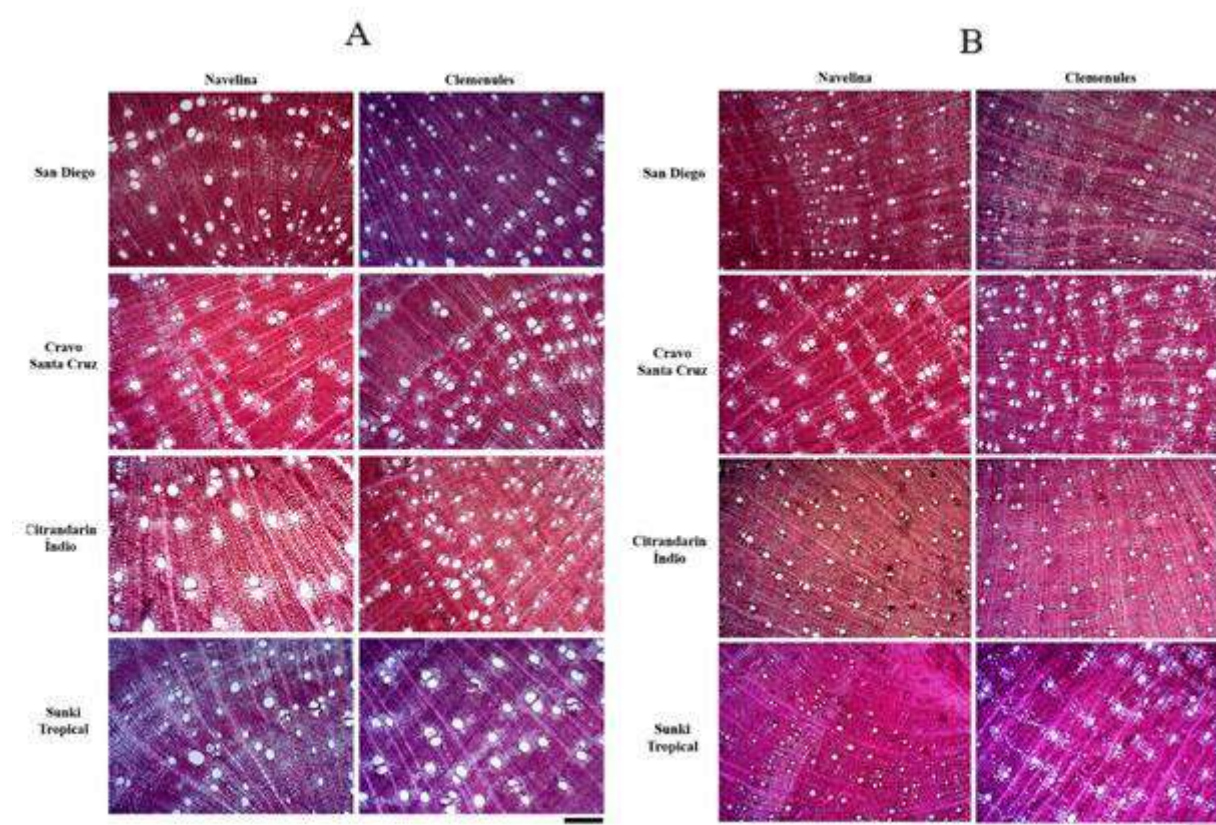 A
B
Navelina
Clemenules
Navelina
Clemenules
San Diego
San Diego
Cravo
Santa Cruz
Cravo
Santa Cruz
Citrandarin
Índio
Citrandarin
Índio
Sunki
Tropical
Sunki
Tropical